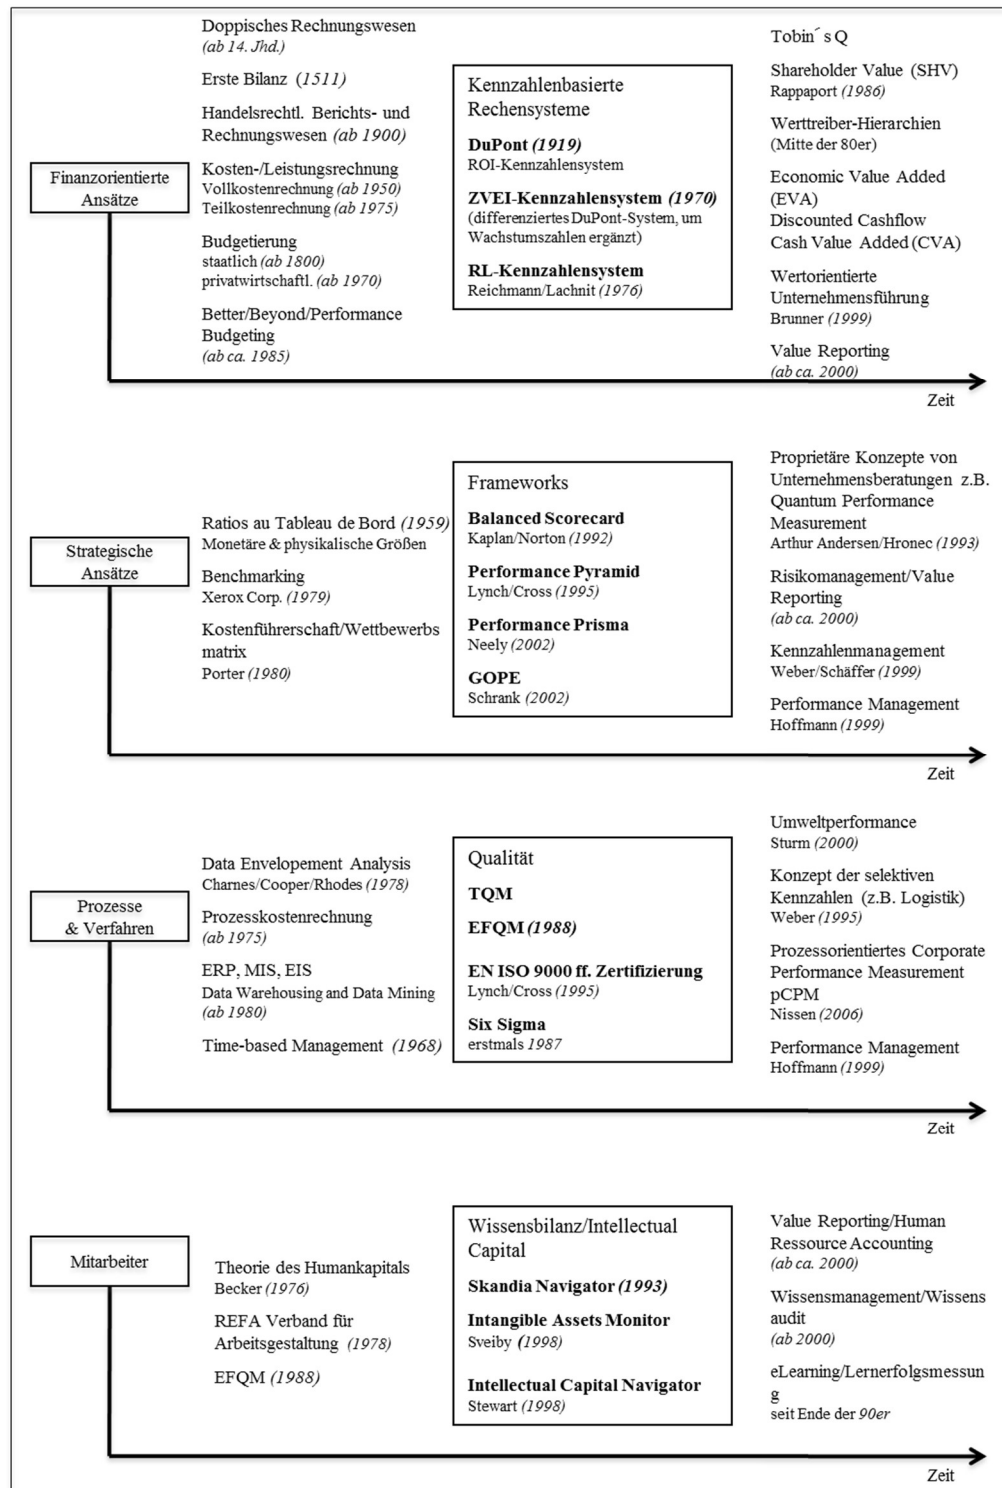 Finanzorientierte
Ansätze
Doppisches Rechnungswesen
(ab 14. Jhd.)
Erste Bilanz (1511)
Handelsrechtl. Berichts- und
Rechnungswesen (ab 1900)
Kosten-/Leistungsrechnung
Vollkostenrechnung (ab 1950)
Teilkostenrechnung (ab 1975)
Budgetierung
staatlich (ab 1800)
privatwirtschaftl. (ab 1970)
Better/Beyond/Performance
Budgeting
(ab ca. 1985)
Kennzahlenbasierte
Rechensysteme
DuPont (1919)
ROI-Kennzahlensystem
ZVEI-Kennzahlensystem (1970)
(differenziertes DuPont-System, um
Wachstumszahlen ergänzt)
RL-Kennzahlensystem
Reichmann/Lachnit (1976)
Tobin´s Q
Shareholder Value (SHV)
Rappaport (1986)
Werttreiber-Hierarchien
(Mitte der 80er)
Economic Value Added
(EVA)
Discounted Cashflow
Cash Value Added (CVA)
Wertorientierte
Unternehmensführung
Brunner (1999)
Value Reporting
(ab ca. 2000)
Zeit
Strategische
Ansätze
Ratios au Tableau de Bord (1959)
Monetäre & physikalische Größen
Benchmarking
Xerox Corp. (1979)
Kostenführerschaft/Wettbewerbs
matrix
Porter (1980)
Frameworks
Balanced Scorecard
Kaplan/Norton (1992)
Performance Pyramid
Lynch/Cross (1995)
Performance Prisma
Neely (2002)
GOPE
Schrank (2002)
Proprietäre Konzepte von
Unternehmensberatungen z.B.
Quantum Performance
Measurement
Arthur Andersen/Hronec (1993)
Risikomanagement/Value
Reporting
(ab ca. 2000)
Kennzahlenmanagement
Weber/Schäffer (1999)
Performance Management
Hoffmann (1999)
Zeit
Prozesse
& Verfahren
Data Envelopement Analysis
Charnes/Cooper/Rhodes (1978)
Prozesskostenrechnung
(ab 1975)
ERP, MIS, EIS
Data Warehousing and Data Mining
(ab 1980)
Time-based Management (1968)
Qualität
TQM
EFQM (1988)
EN ISO 9000 ff. Zertifizierung
Lynch/Cross (1995)
Six Sigma
erstmals 1987
Umweltperformance
Sturm (2000)
Konzept der selektiven
Kennzahlen (z.B. Logistik)
Weber (1995)
Prozessorientiertes Corporate
Performance Measurement
pCPM
Nissen (2006)
Performance Management
Hoffmann (1999)
Zeit
Mitarbeiter
Theorie des Humankapitals
Becker (1976)
REFA Verband für
Arbeitsgestaltung (1978)
EFQM (1988)
Wissensbilanz/Intellectual
Capital
Skandia Navigator (1993)
Intangible Assets Monitor
Sveiby (1998)
Intellectual Capital Navigator
Stewart (1998)
Value Reporting/Human
Ressource Accounting
(ab ca. 2000)
Wissensmanagement/Wissens
audit
(ab 2000)
eLearning/Lernerfolgsmessun
g
seit Ende der 90er
Zeit